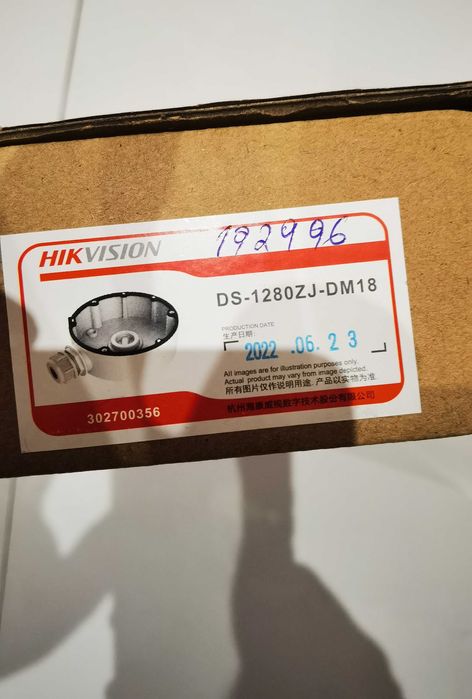 HIKVISION
192996
DS-1280ZJ-DM18
PRODUCTION DATE
生产日期:
2022 .06. 2 3
All images are for illustration purposes only.
Actual product may vary from image depicted.
所有图片仅作说明用途, 产品以实物为准.
302700356
杭州海康威视数字技术股份有限公司